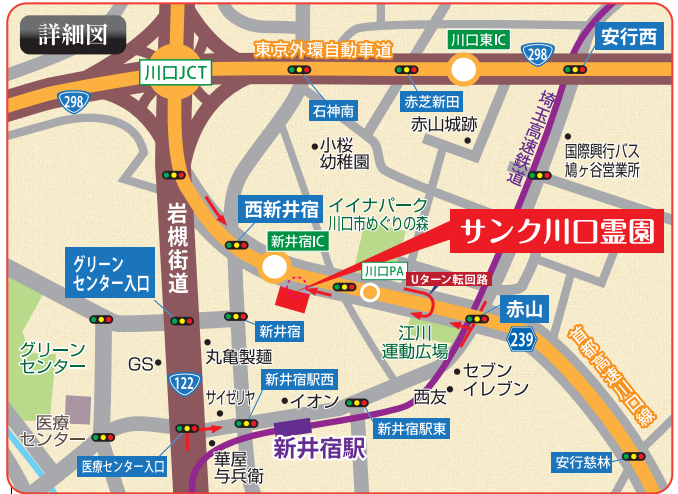 詳細図
東京外環自動車道
川口東IC
298
安行西
川口JCT
298
石神南
赤芝新田
赤山城跡
埼玉高速鉄道
小桜
幼稚園
国際興行バス
鳩ヶ谷営業所
岩槻街道
西新井宿
イイナパーク
川口市めぐりの森
サンク川口霊園
新井宿IC
グリーン
センター入口
川口PA
Uターン転回路
赤山
新井宿
江川
運動広場
239
首都高速川口線
グリーン
センター
GS
丸亀製麺
122
新井宿駅西
サイゼリヤ
イオン
西友
セブン
イレブン
医療
センター
新井宿駅東
新井宿駅
医療センター入口
華屋
与兵衛
安行慈林